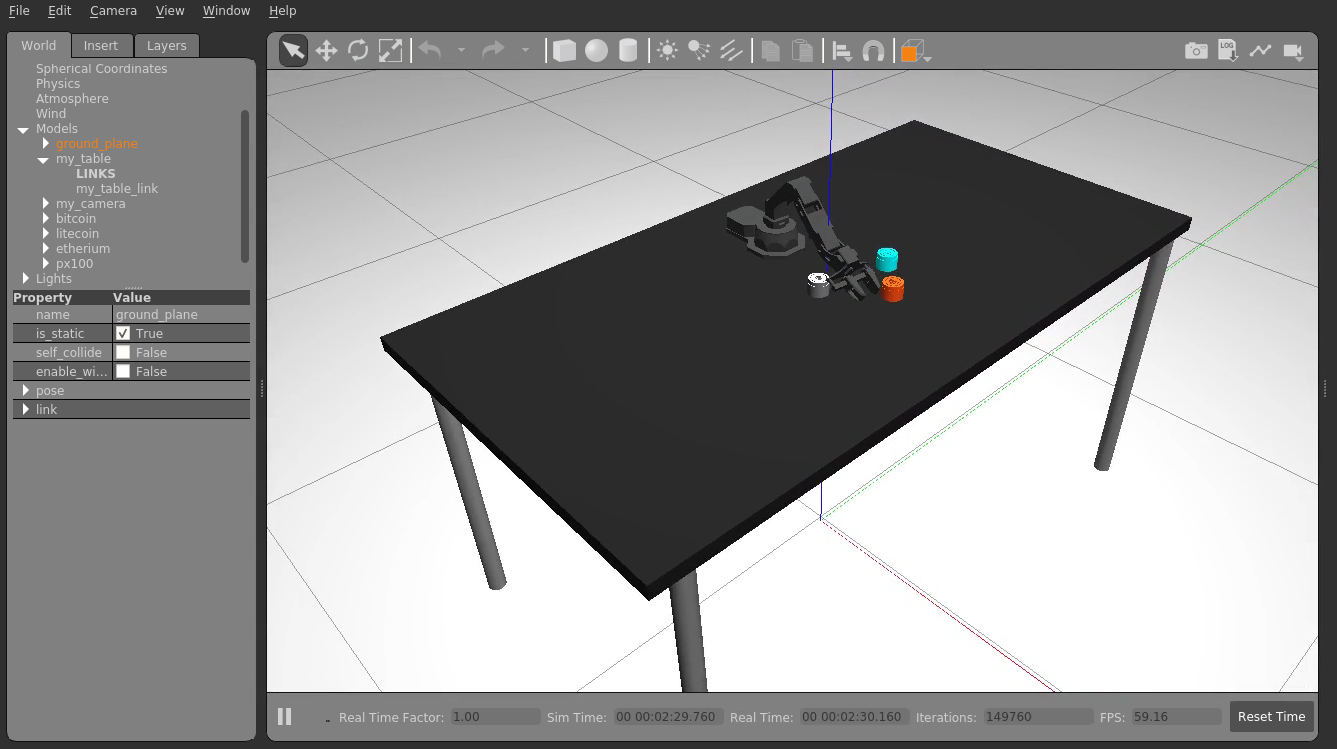 File Edit Camera View Window Help
World Insert Layers
LOG
Spherical Coordinates
Physics
Atmosphere
Wind
Models
ground_plane
my_table
LINKS
my_table_link
my_camera
bitcoin
litecoin
etherium
px100
Lights
Property Value
name ground_plane
is_static True
self_collide False
enable_wi... False
pose
link
Real Time Factor: 1.00 Sim Time: 00 00:02:29.760 Real Time: 00 00:02:30.160 Iterations: 149760 FPS: 59.16 Reset Time